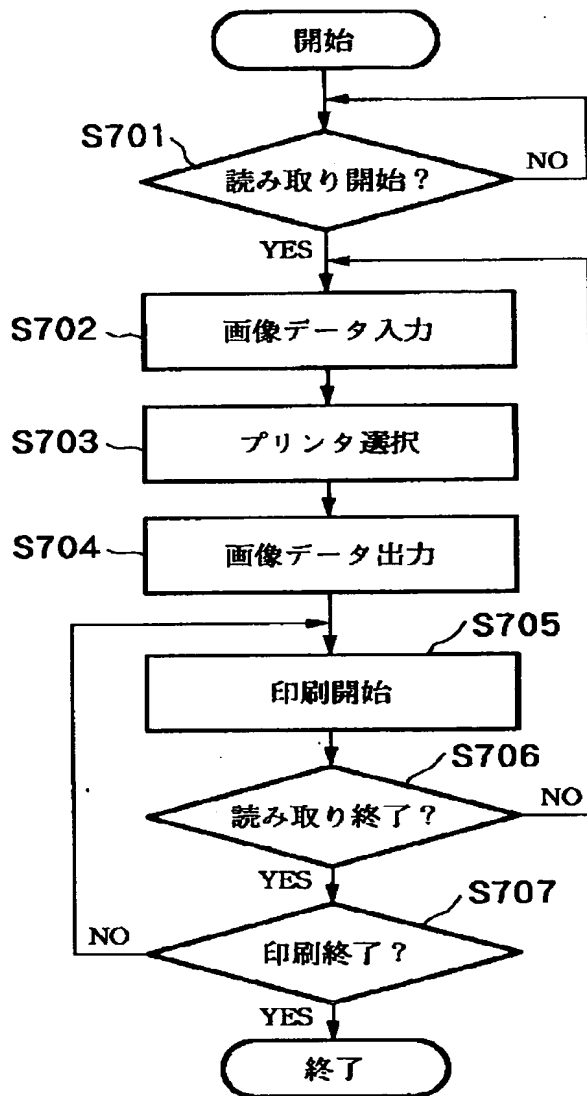 開始
S701
読み取り開始?
NO
YES
S702
画像データ入力
S703
プリンタ選択
S704
画像データ出力
S705
印刷開始
S706
読み取り終了?
NO
YES
S707
印刷終了?
NO
YES
終了